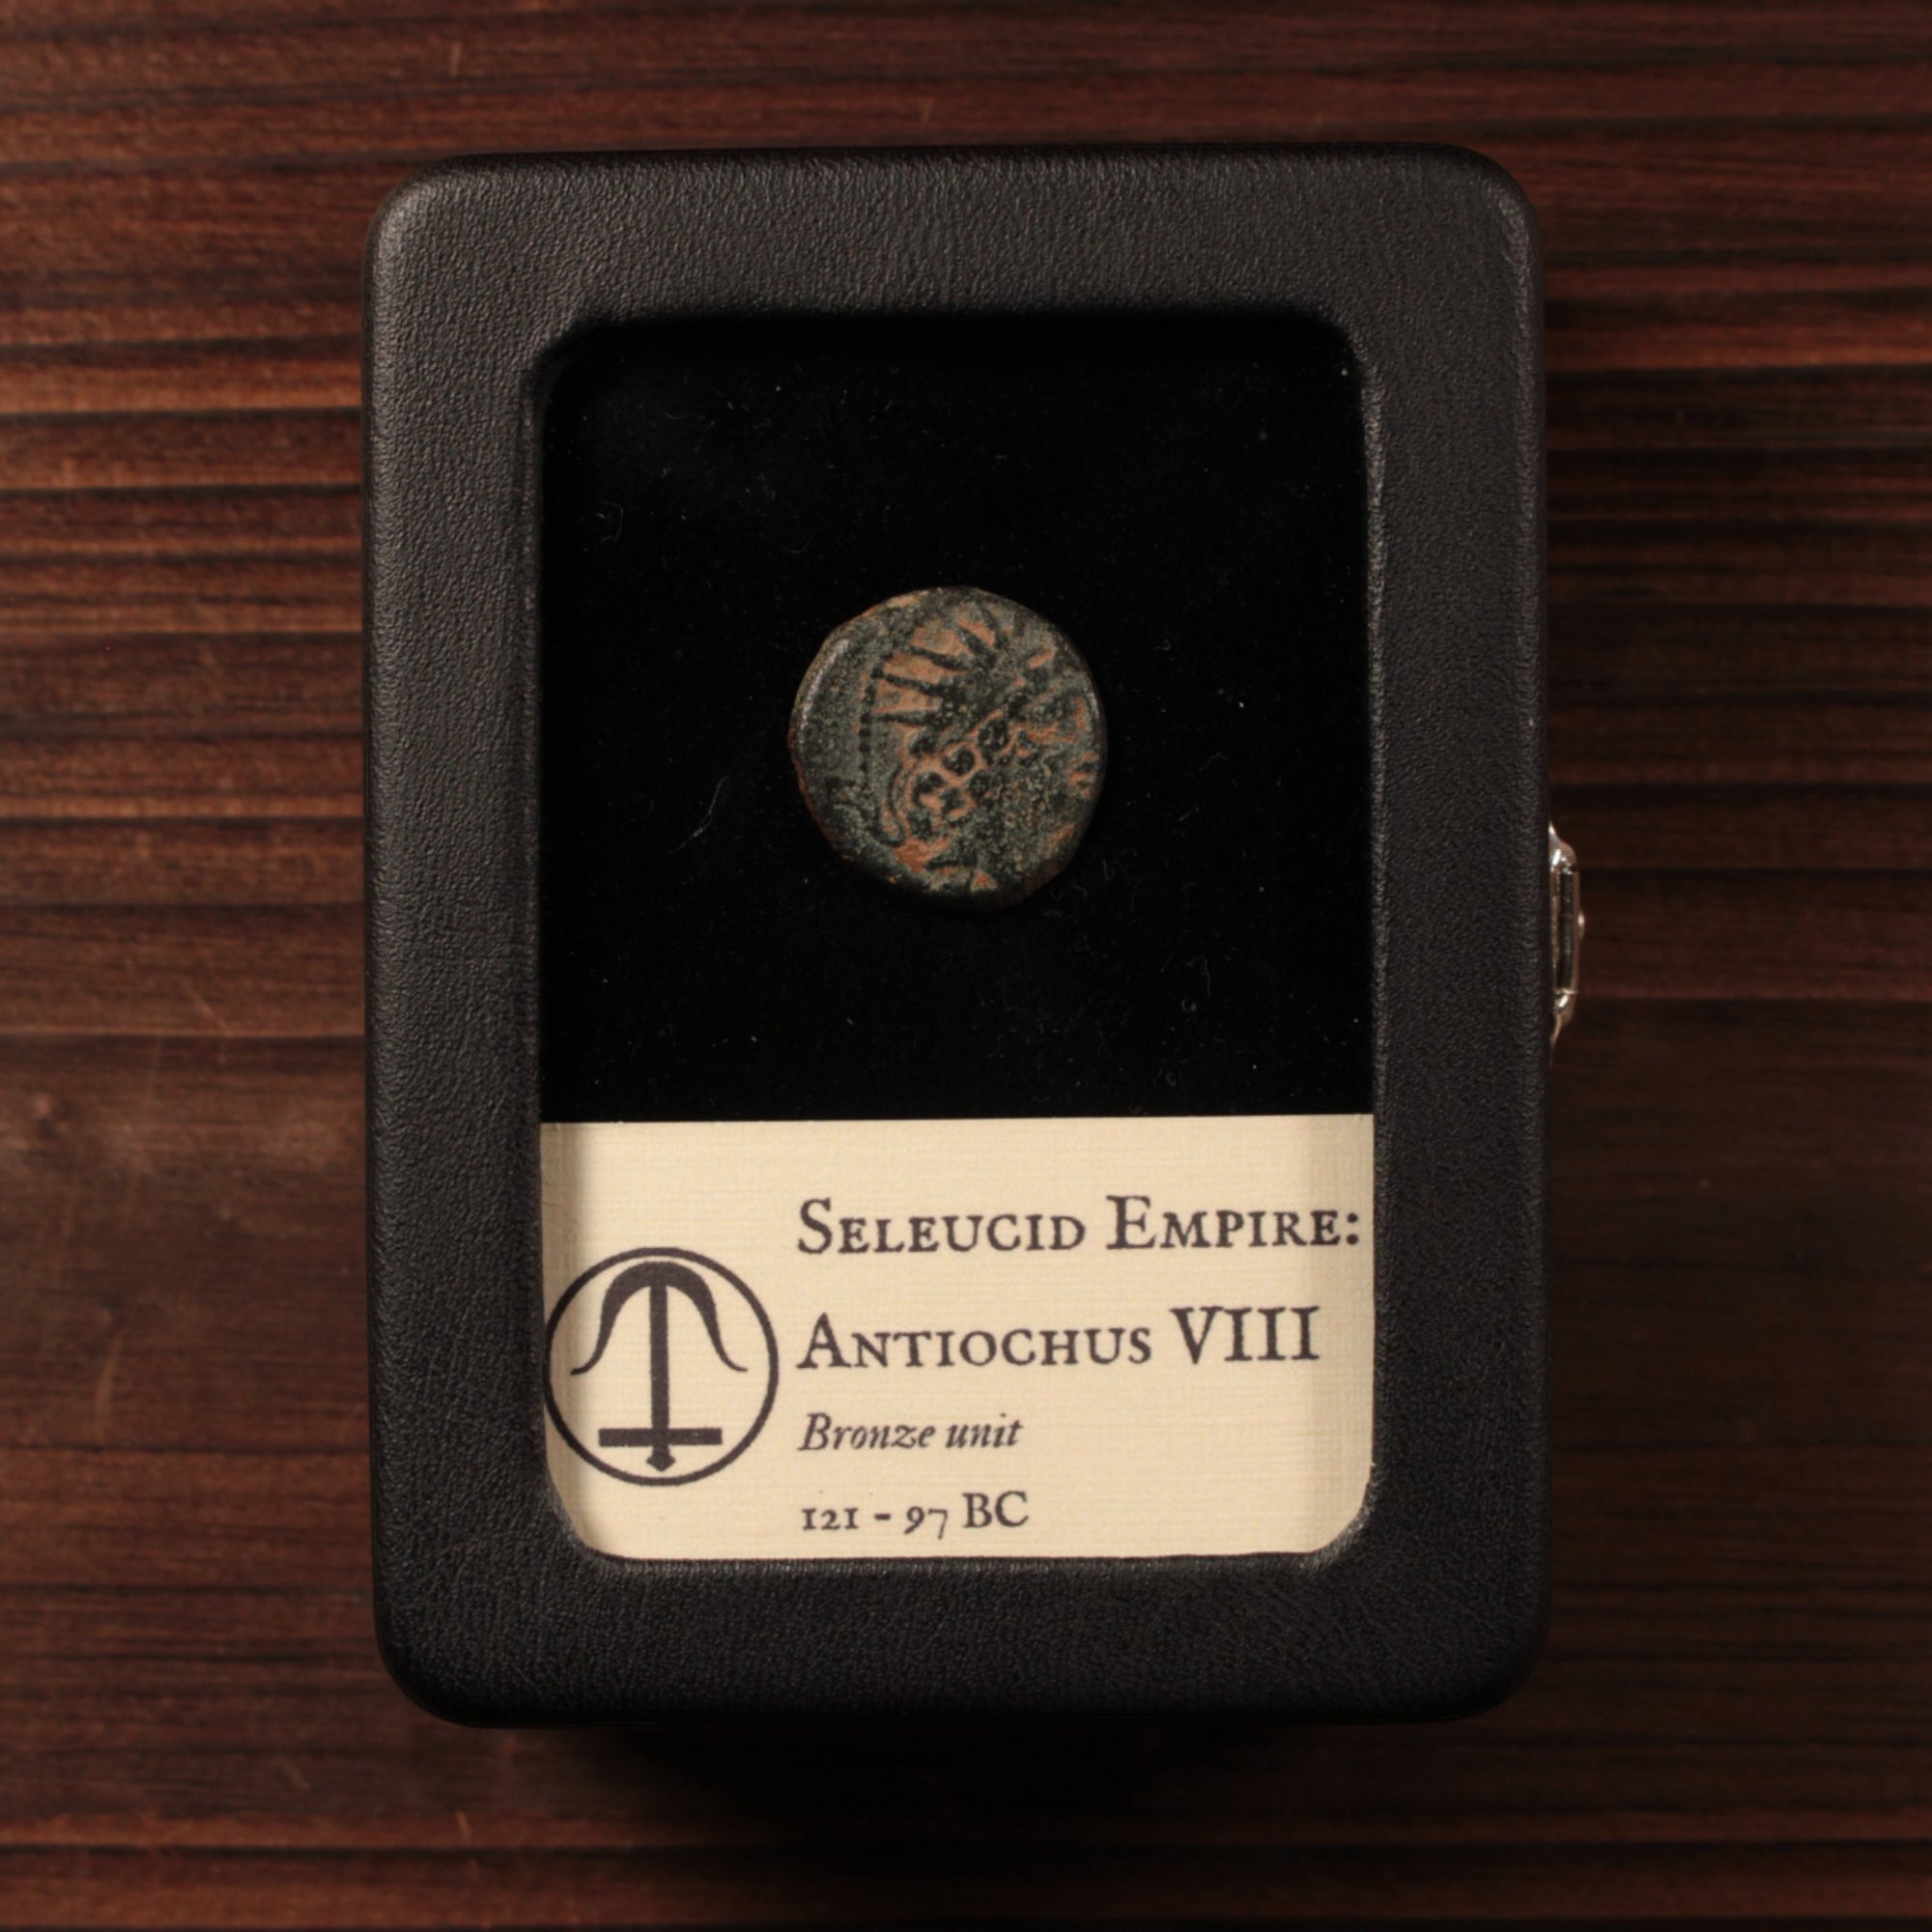 Seleucid Empire:
Antiochus VIII
Bronze unit
121 - 97 BC